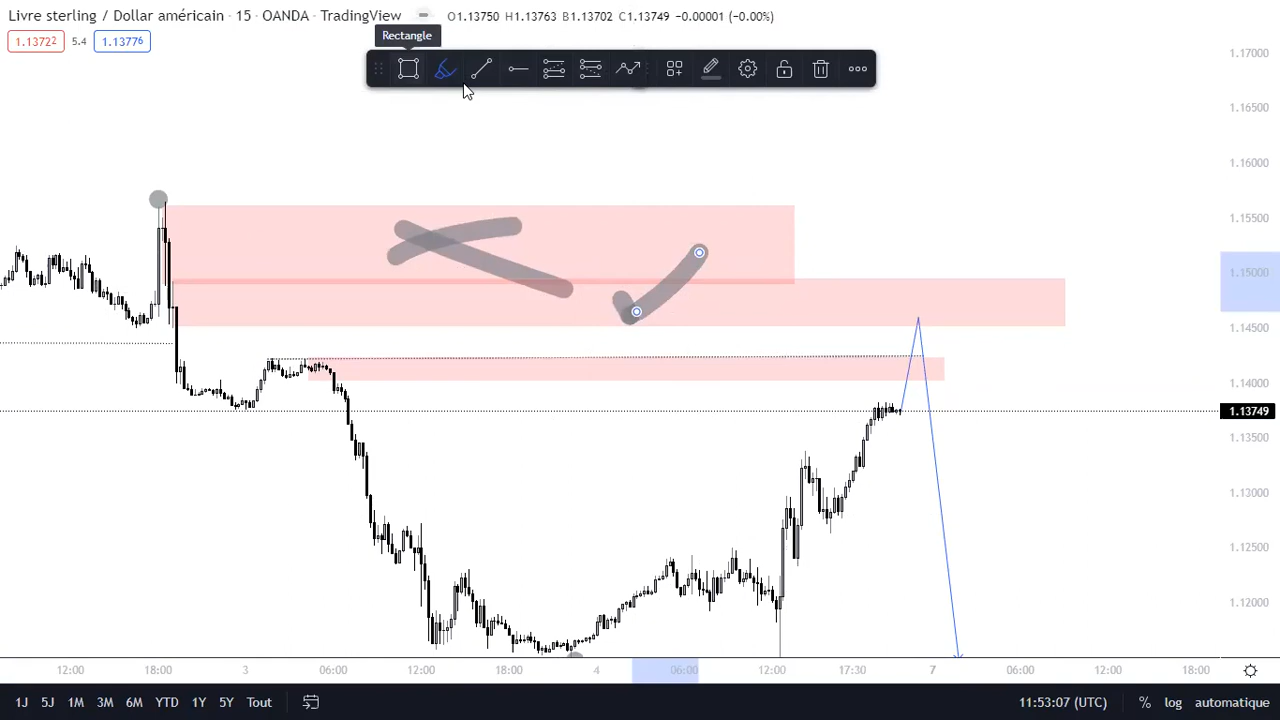 Livre sterling / Dollar américain · 15 · OANDA · TradingView O1.13750 H1.13763 B1.13702 C1.13749 −0.00001 (−0.00%)
1.13722 5.4 1.13776
Rectangle
1.17000
1.16500
1.16000
1.15500
1.15000
1.14500
1.14000
1.13749
1.13500
1.13000
1.12500
1.12000
12:00 18:00 3 06:00 12:00 18:00 4 06:00 12:00 17:30 7 06:00 12:00 18:00
1J 5J 1M 3M 6M YTD 1Y 5Y Tout 11:53:07 (UTC) % log automatique